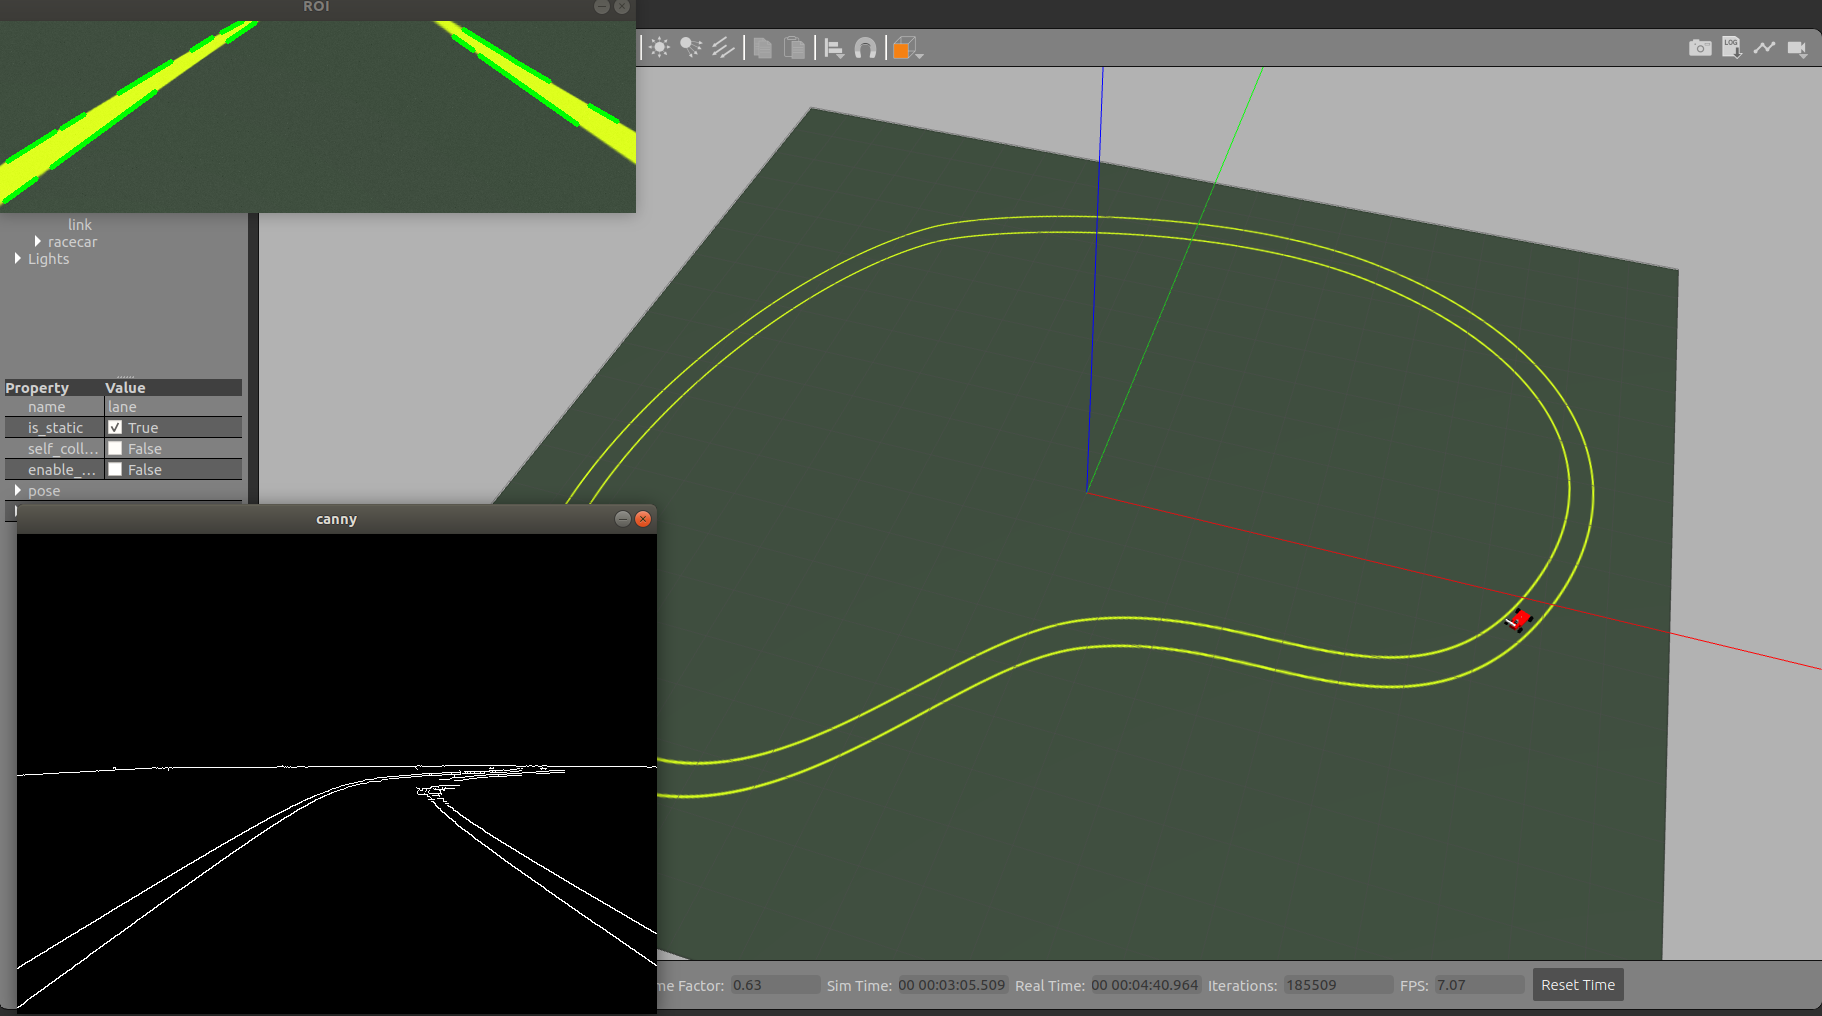 ROI
LOG
link
racecar
Lights
Property Value
name lane
is_static True
self_coll... False
enable_... False
pose
canny
me Factor: 0.63 Sim Time: 00 00:03:05.509 Real Time: 00 00:04:40.964 Iterations: 185509 FPS: 7.07 Reset Time